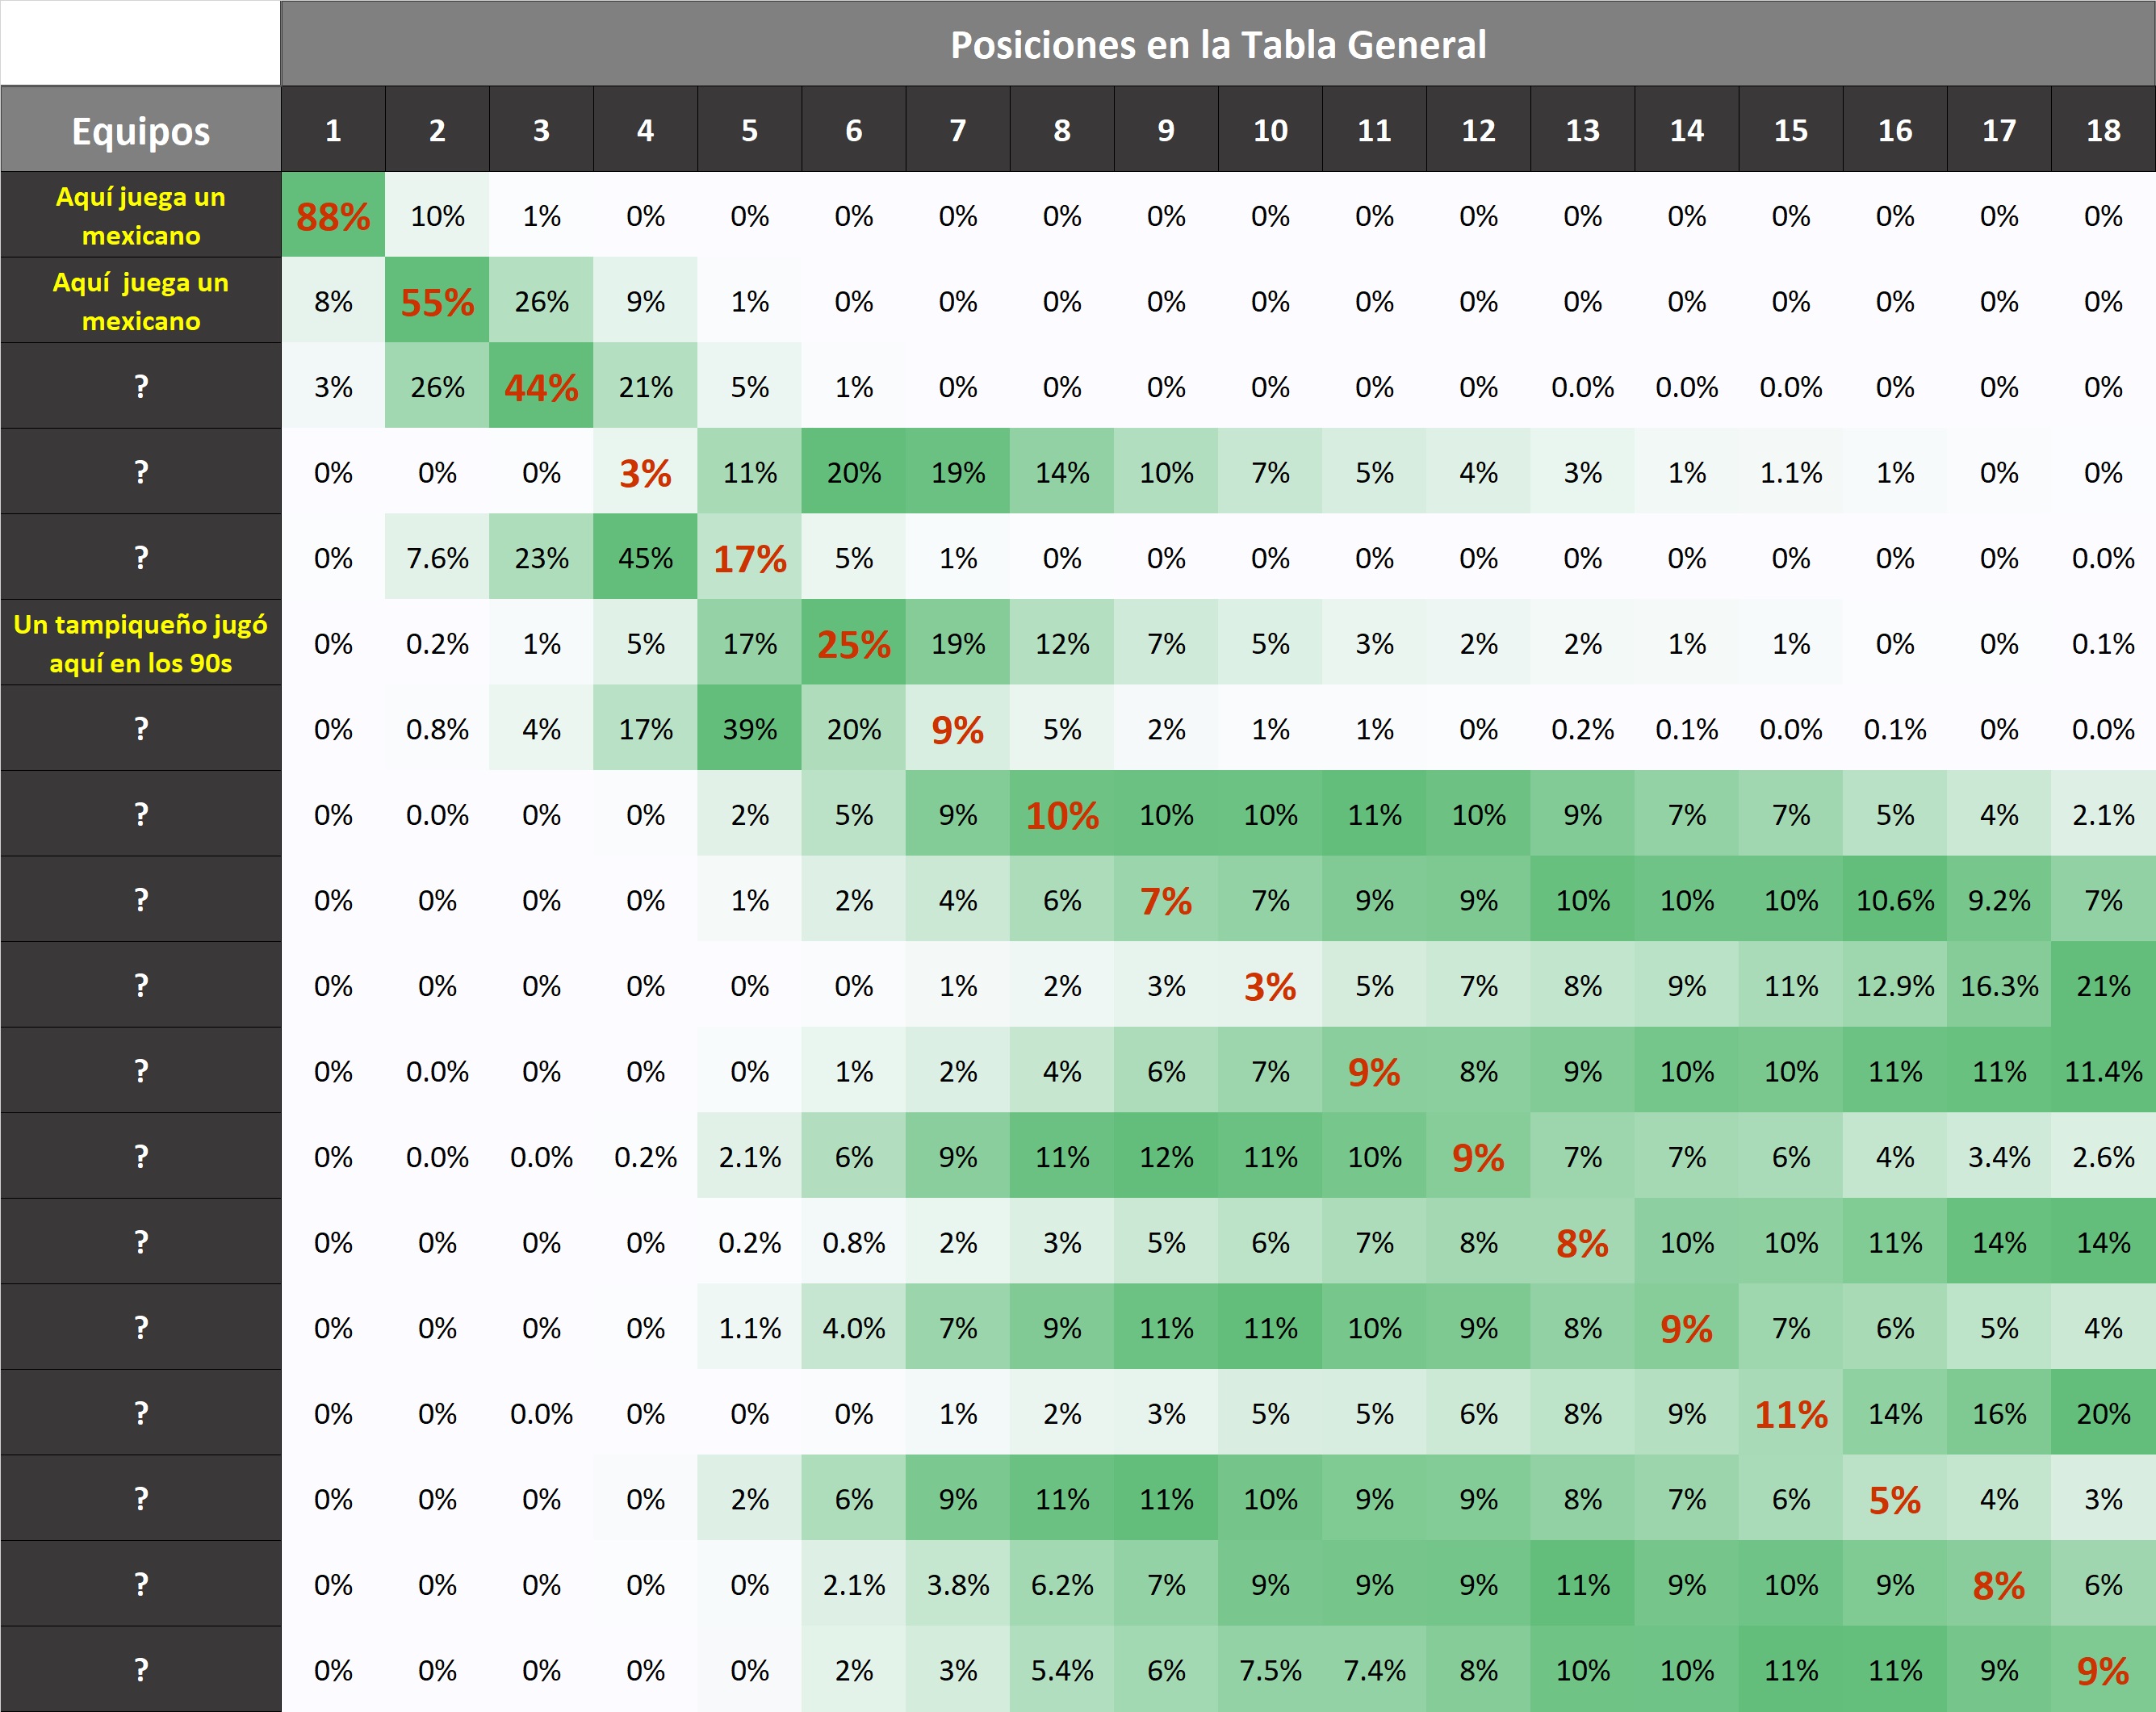 Posiciones en la Tabla General
Equipos 1 2 3 4 5 6 7 8 9 10 11 12 13 14 15 16 17 18
Aquí juega un
mexicano
88% 10% 1% 0% 0% 0% 0% 0% 0% 0% 0% 0% 0% 0% 0% 0% 0% 0%
Aquí  juega un
mexicano
8% 55% 26% 9% 1% 0% 0% 0% 0% 0% 0% 0% 0% 0% 0% 0% 0% 0%
? 3% 26% 44% 21% 5% 1% 0% 0% 0% 0% 0% 0% 0.0% 0.0% 0.0% 0% 0% 0%
? 0% 0% 0% 3% 11% 20% 19% 14% 10% 7% 5% 4% 3% 1% 1.1% 1% 0% 0%
? 0% 7.6% 23% 45% 17% 5% 1% 0% 0% 0% 0% 0% 0% 0% 0% 0% 0% 0.0%
Un tampiqueño jugó
aquí en los 90s
0% 0.2% 1% 5% 17% 25% 19% 12% 7% 5% 3% 2% 2% 1% 1% 0% 0% 0.1%
? 0% 0.8% 4% 17% 39% 20% 9% 5% 2% 1% 1% 0% 0.2% 0.1% 0.0% 0.1% 0% 0.0%
? 0% 0.0% 0% 0% 2% 5% 9% 10% 10% 10% 11% 10% 9% 7% 7% 5% 4% 2.1%
? 0% 0% 0% 0% 1% 2% 4% 6% 7% 7% 9% 9% 10% 10% 10% 10.6% 9.2% 7%
? 0% 0% 0% 0% 0% 0% 1% 2% 3% 3% 5% 7% 8% 9% 11% 12.9% 16.3% 21%
? 0% 0.0% 0% 0% 0% 1% 2% 4% 6% 7% 9% 8% 9% 10% 10% 11% 11% 11.4%
? 0% 0.0% 0.0% 0.2% 2.1% 6% 9% 11% 12% 11% 10% 9% 7% 7% 6% 4% 3.4% 2.6%
? 0% 0% 0% 0% 0.2% 0.8% 2% 3% 5% 6% 7% 8% 8% 10% 10% 11% 14% 14%
? 0% 0% 0% 0% 1.1% 4.0% 7% 9% 11% 11% 10% 9% 8% 9% 7% 6% 5% 4%
? 0% 0% 0.0% 0% 0% 0% 1% 2% 3% 5% 5% 6% 8% 9% 11% 14% 16% 20%
? 0% 0% 0% 0% 2% 6% 9% 11% 11% 10% 9% 9% 8% 7% 6% 5% 4% 3%
? 0% 0% 0% 0% 0% 2.1% 3.8% 6.2% 7% 9% 9% 9% 11% 9% 10% 9% 8% 6%
? 0% 0% 0% 0% 0% 2% 3% 5.4% 6% 7.5% 7.4% 8% 10% 10% 11% 11% 9% 9%